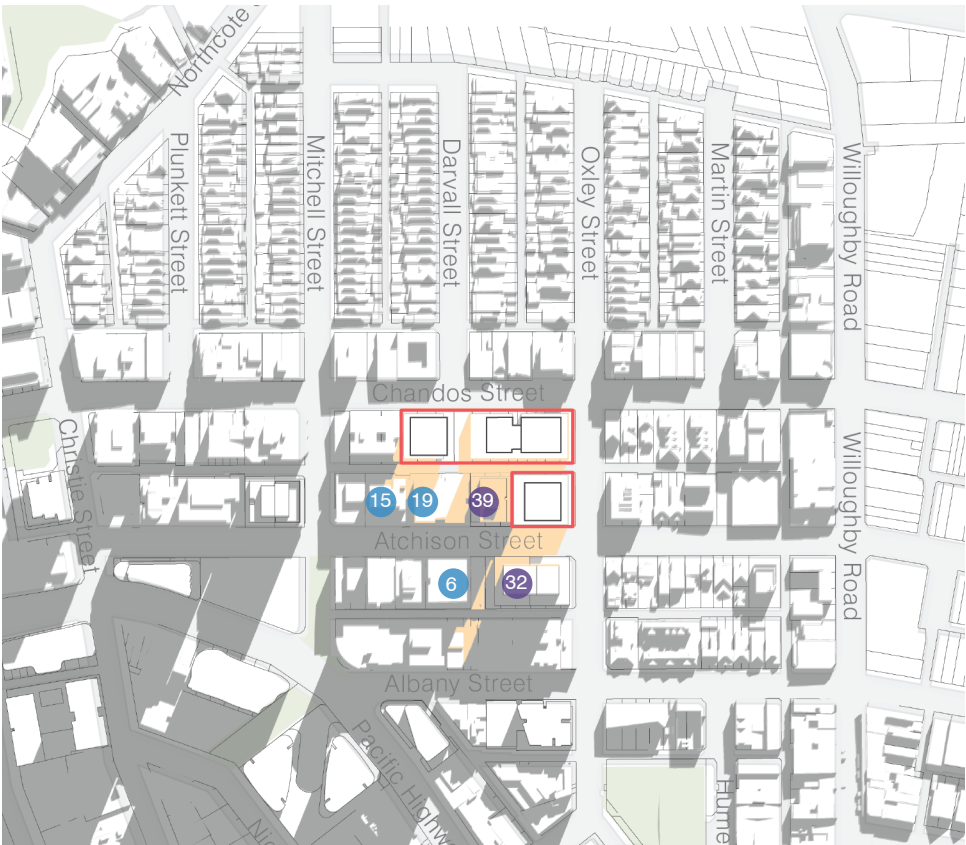 Northcote
Plunkett Street
Mitchell Street
Darvall Street
Oxley Street
Martin Street
Willoughby Road
Chandos Street
Christie Street
15
19
39
Willoughby Road
Atchison Street
6
32
Albany Street
Pacific Highw
Hume